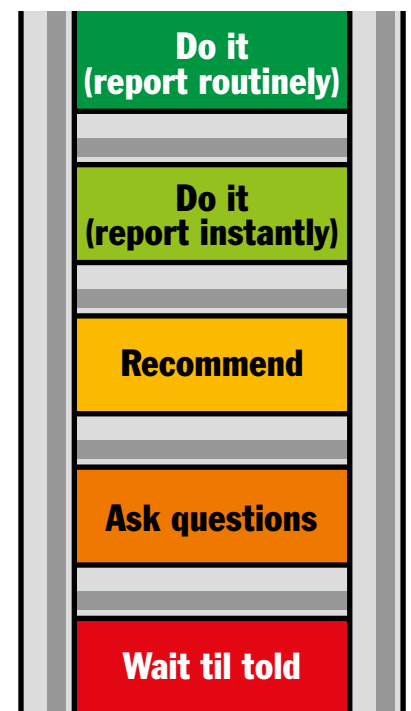 Do it
(report routinely)
Do it
(report instantly)
Recommend
Ask questions
Wait til told